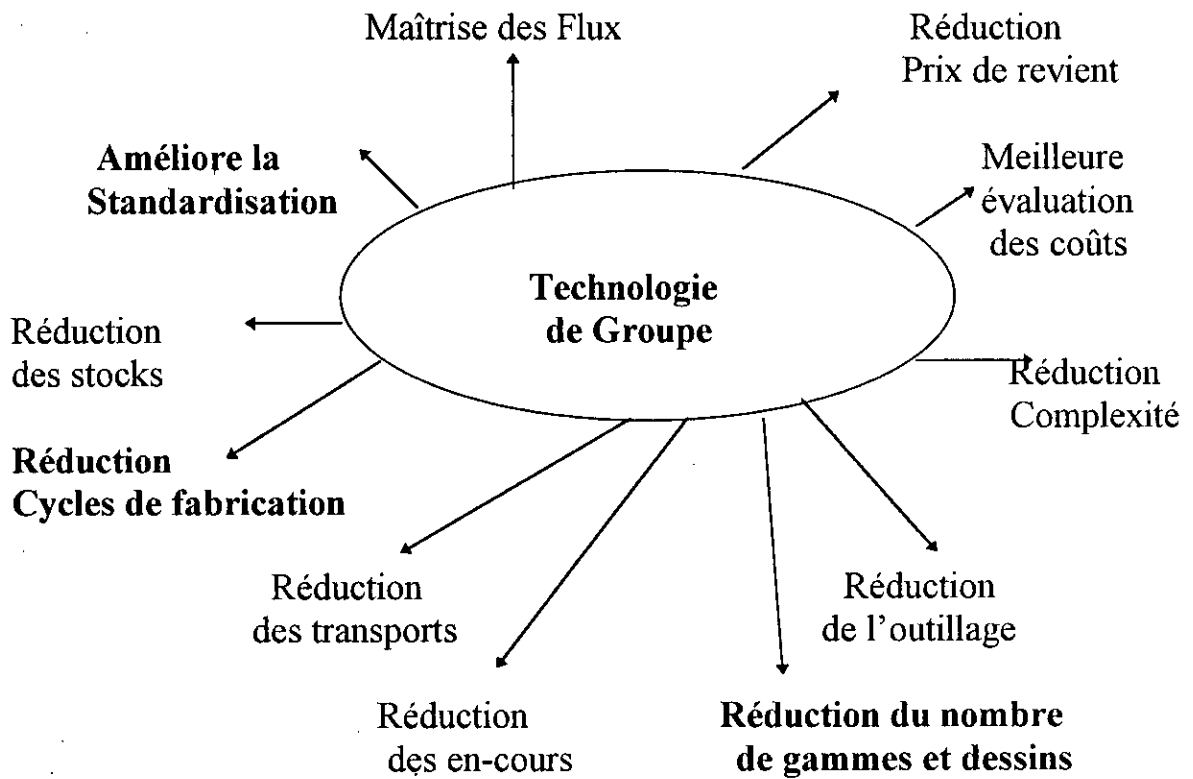 Maîtrise des Flux
Réduction
Prix de revient
Améliore la
Standardisation
Meilleure
évaluation
des coûts
Technologie
de Groupe
Réduction
des stocks
Réduction
Complexité
Réduction
Cycles de fabrication
Réduction
des transports
Réduction
de l’outillage
Réduction
des en-cours
Réduction du nombre
de gammes et dessins